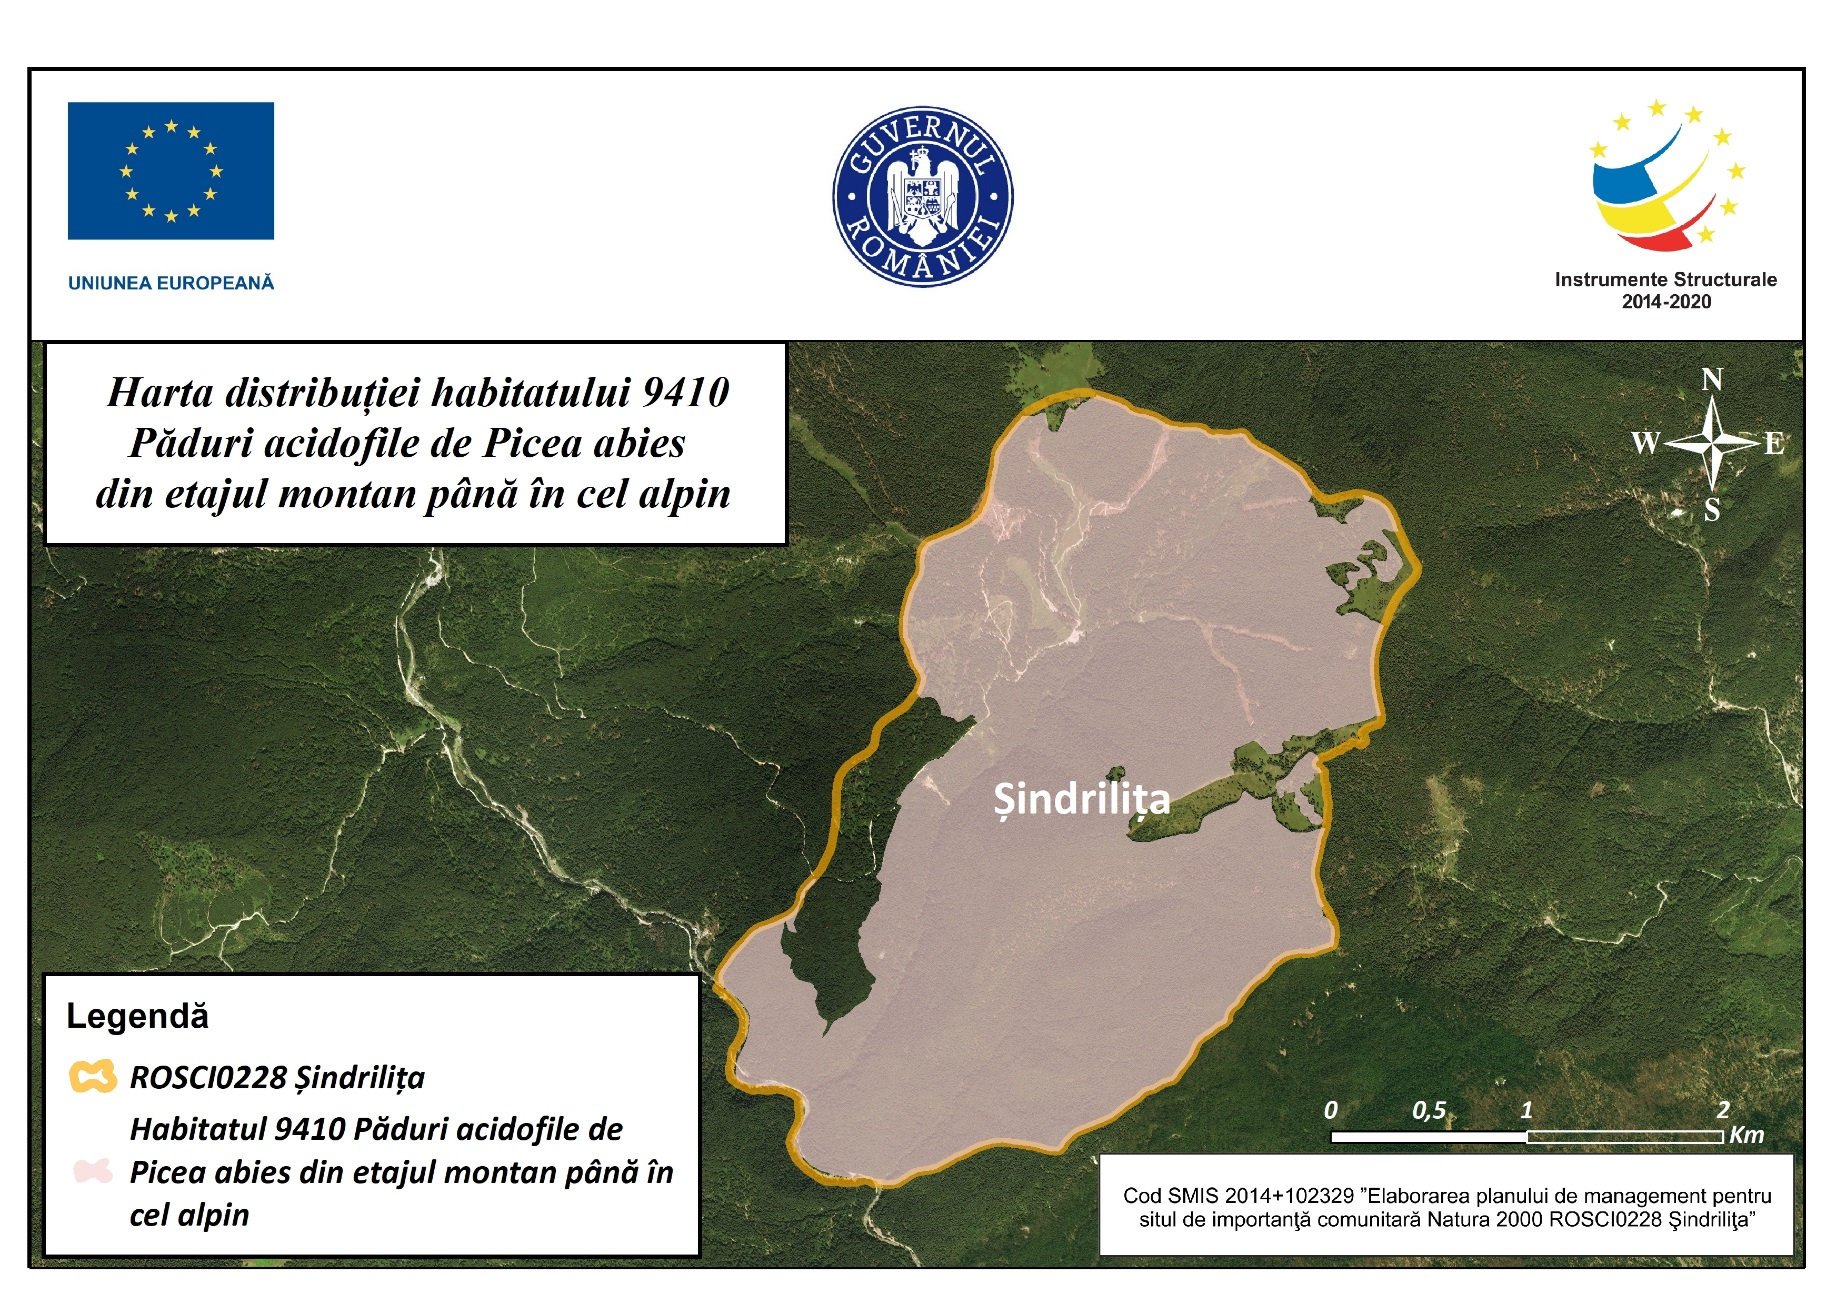 UNIUNEA EUROPEANĂ
GUVERNUL ROMÂNIEI
Instrumente Structurale
2014-2020
Harta distribuției habitatului 9410
Păduri acidofile de Picea abies
din etajul montan până în cel alpin
N
W E
S
Șindrilița
Legendă
ROSCI0228 Șindrilița
Habitatul 9410 Păduri acidofile de
Picea abies din etajul montan până în
cel alpin
0 0,5 1 2
Km
Cod SMIS 2014+102329 ”Elaborarea planului de management pentru
situl de importanţă comunitară Natura 2000 ROSCI0228 Şindriliţa”